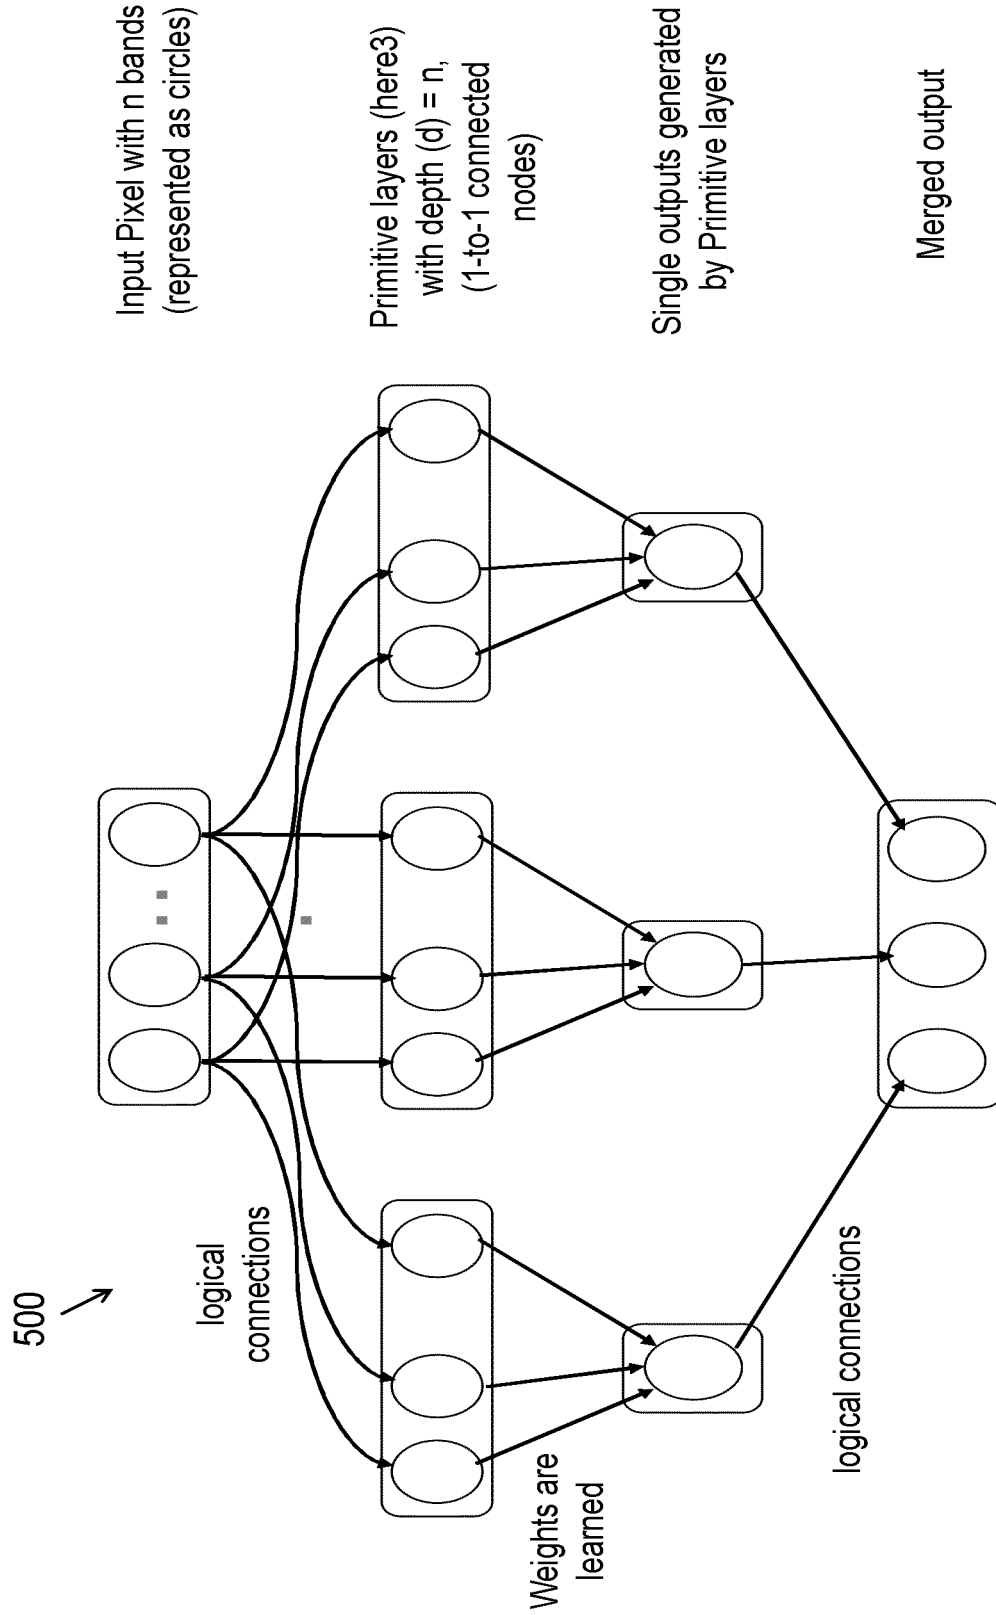 500
logical
connections
Input Pixel with n bands
(represented as circles)
Primitive layers (here3)
with depth (d) = n,
(1-to-1 connected
nodes)
Weights are
learned
Single outputs generated
by Primitive layers
logical connections
Merged output